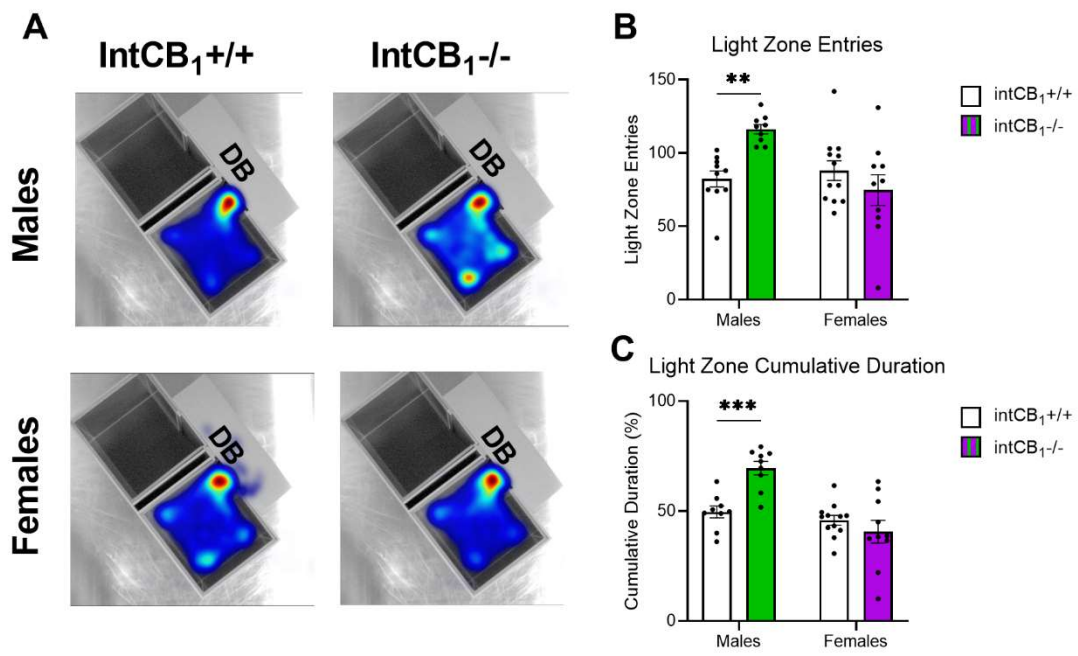 A
IntCB₁+/+
IntCB₁-/-
Males
DB
DB
Females
DB
DB
B
Light Zone Entries
Light Zone Entries
150
100
50
0
**
Males
Females
intCB₁+/+
intCB₁-/-
C
Light Zone Cumulative Duration
Cumulative Duration (%)
100
50
0
***
Males
Females
intCB₁+/+
intCB₁-/-